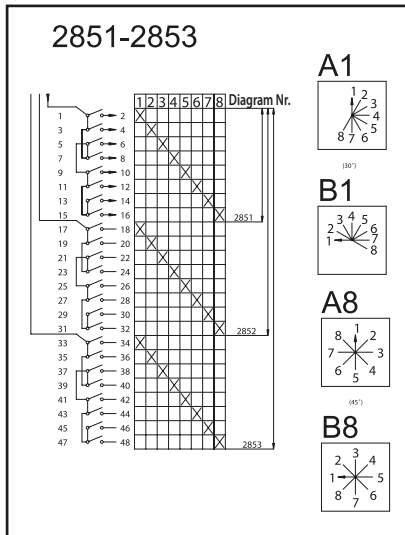 2851-2853
1 2 3 4 5 6 7 8 Diagram Nr.
1 2 X
3 4 X
5 6 X
7 8 X
9 10 X
11 12 X
13 14 X
15 16 X
2851
17 18 X
19 20 X
21 22 X
23 24 X
25 26 X
27 28 X
29 30 X
31 32 X
2852
33 34 X
35 36 X
37 38 X
39 40 X
41 42 X
43 44 X
45 46 X
47 48 X
2853
A1
1 2 3 4 5 6 7 8
(30°)
B1
1 2 3 4 5 6 7 8
A8
1 2 3 4 5 6 7 8
(45°)
B8
1 2 3 4 5 6 7 8